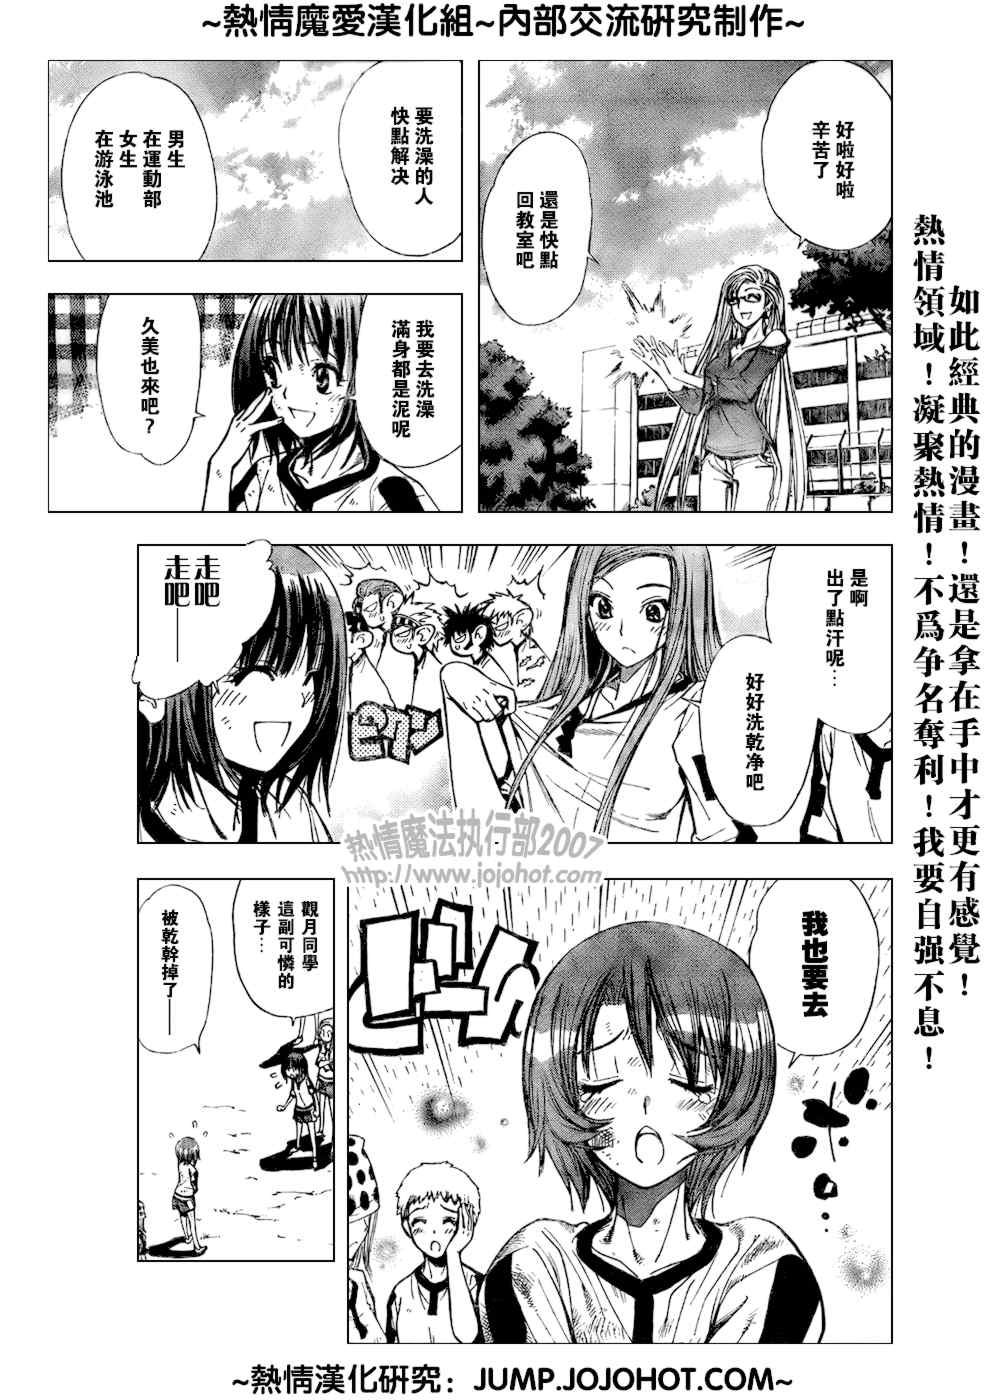 ~熱情魔愛漢化組~內部交流研究制作~
好啦好啦
辛苦了
還是快點
回教室吧
要洗澡的人
快點解决
男生
在運動部
女生
在游泳池
我要去洗澡
滿身都是泥呢
久美也來吧？
是啊
出了點汗呢…
好好洗乾净吧
走吧
走吧——
ピクン
熱情魔法执行部2007
http://www.jojohot.com
我也要去
觀月同學
這副可憐的
樣子…
被乾幹掉了——
如此經典的漫畫！還是拿在手中才更有感覺！
熱情領域！凝聚熱情！不爲争名奪利！我要自强不息！
~熱情漢化研究：JUMP.JOJOHOT.COM~